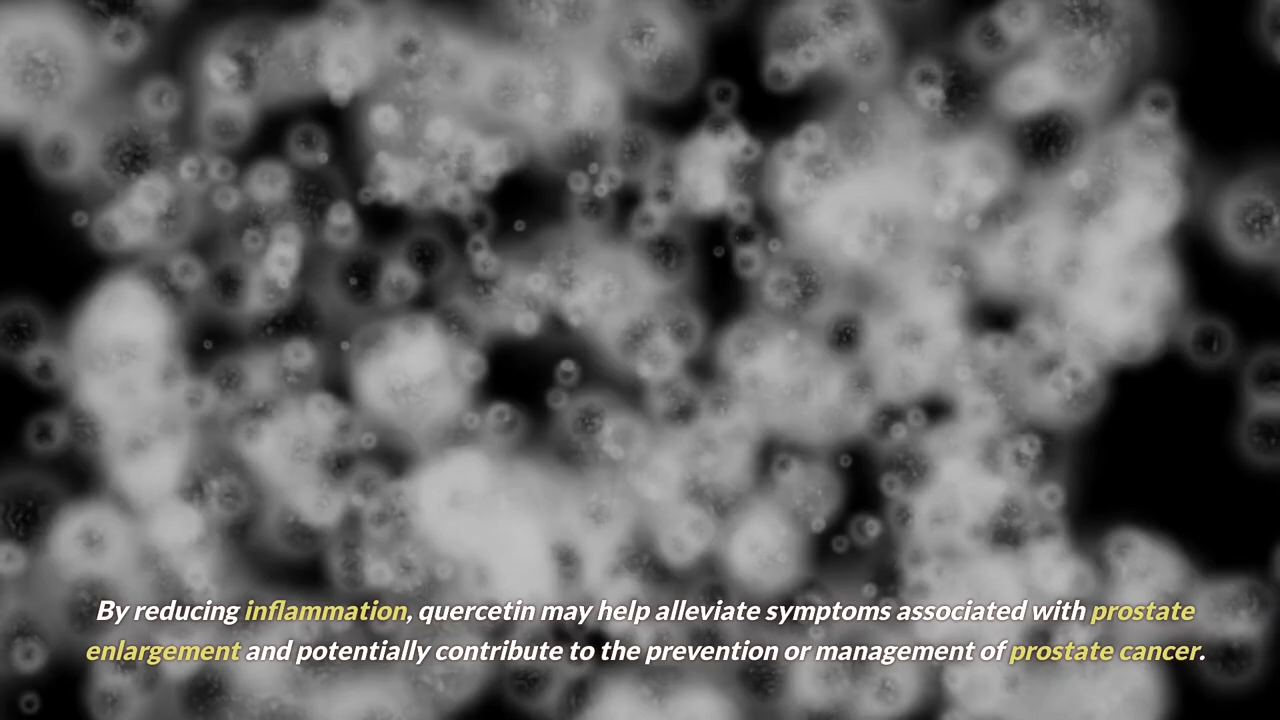 By reducing inflammation, quercetin may help alleviate symptoms associated with prostate
enlargement and potentially contribute to the prevention or management of prostate cancer.